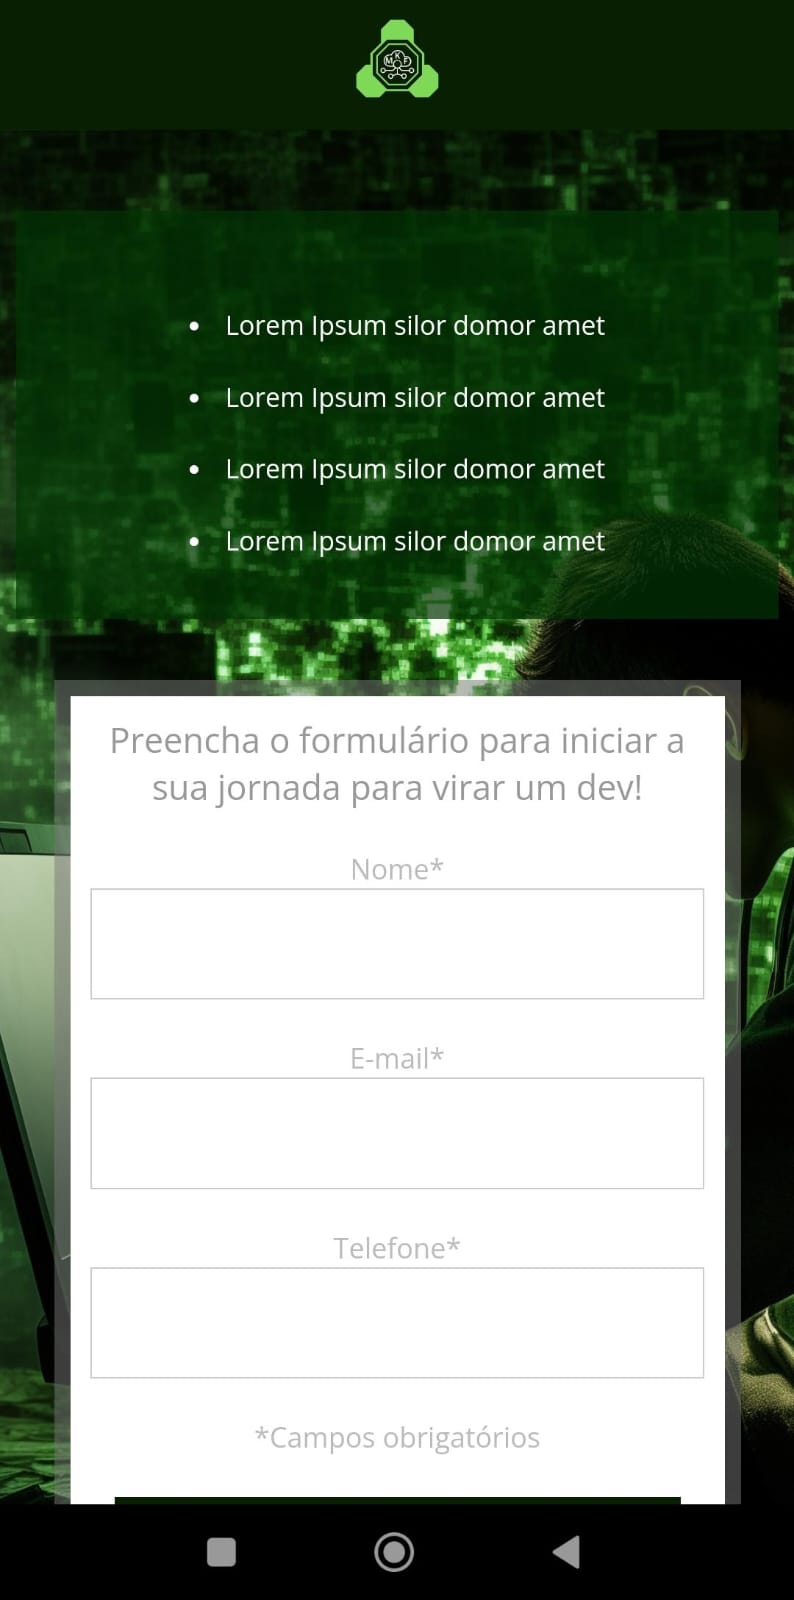 M K F
Lorem Ipsum silor domor amet
Lorem Ipsum silor domor amet
Lorem Ipsum silor domor amet
Lorem Ipsum silor domor amet
Preencha o formulário para iniciar a
sua jornada para virar um dev!
Nome*
E-mail*
Telefone*
*Campos obrigatórios